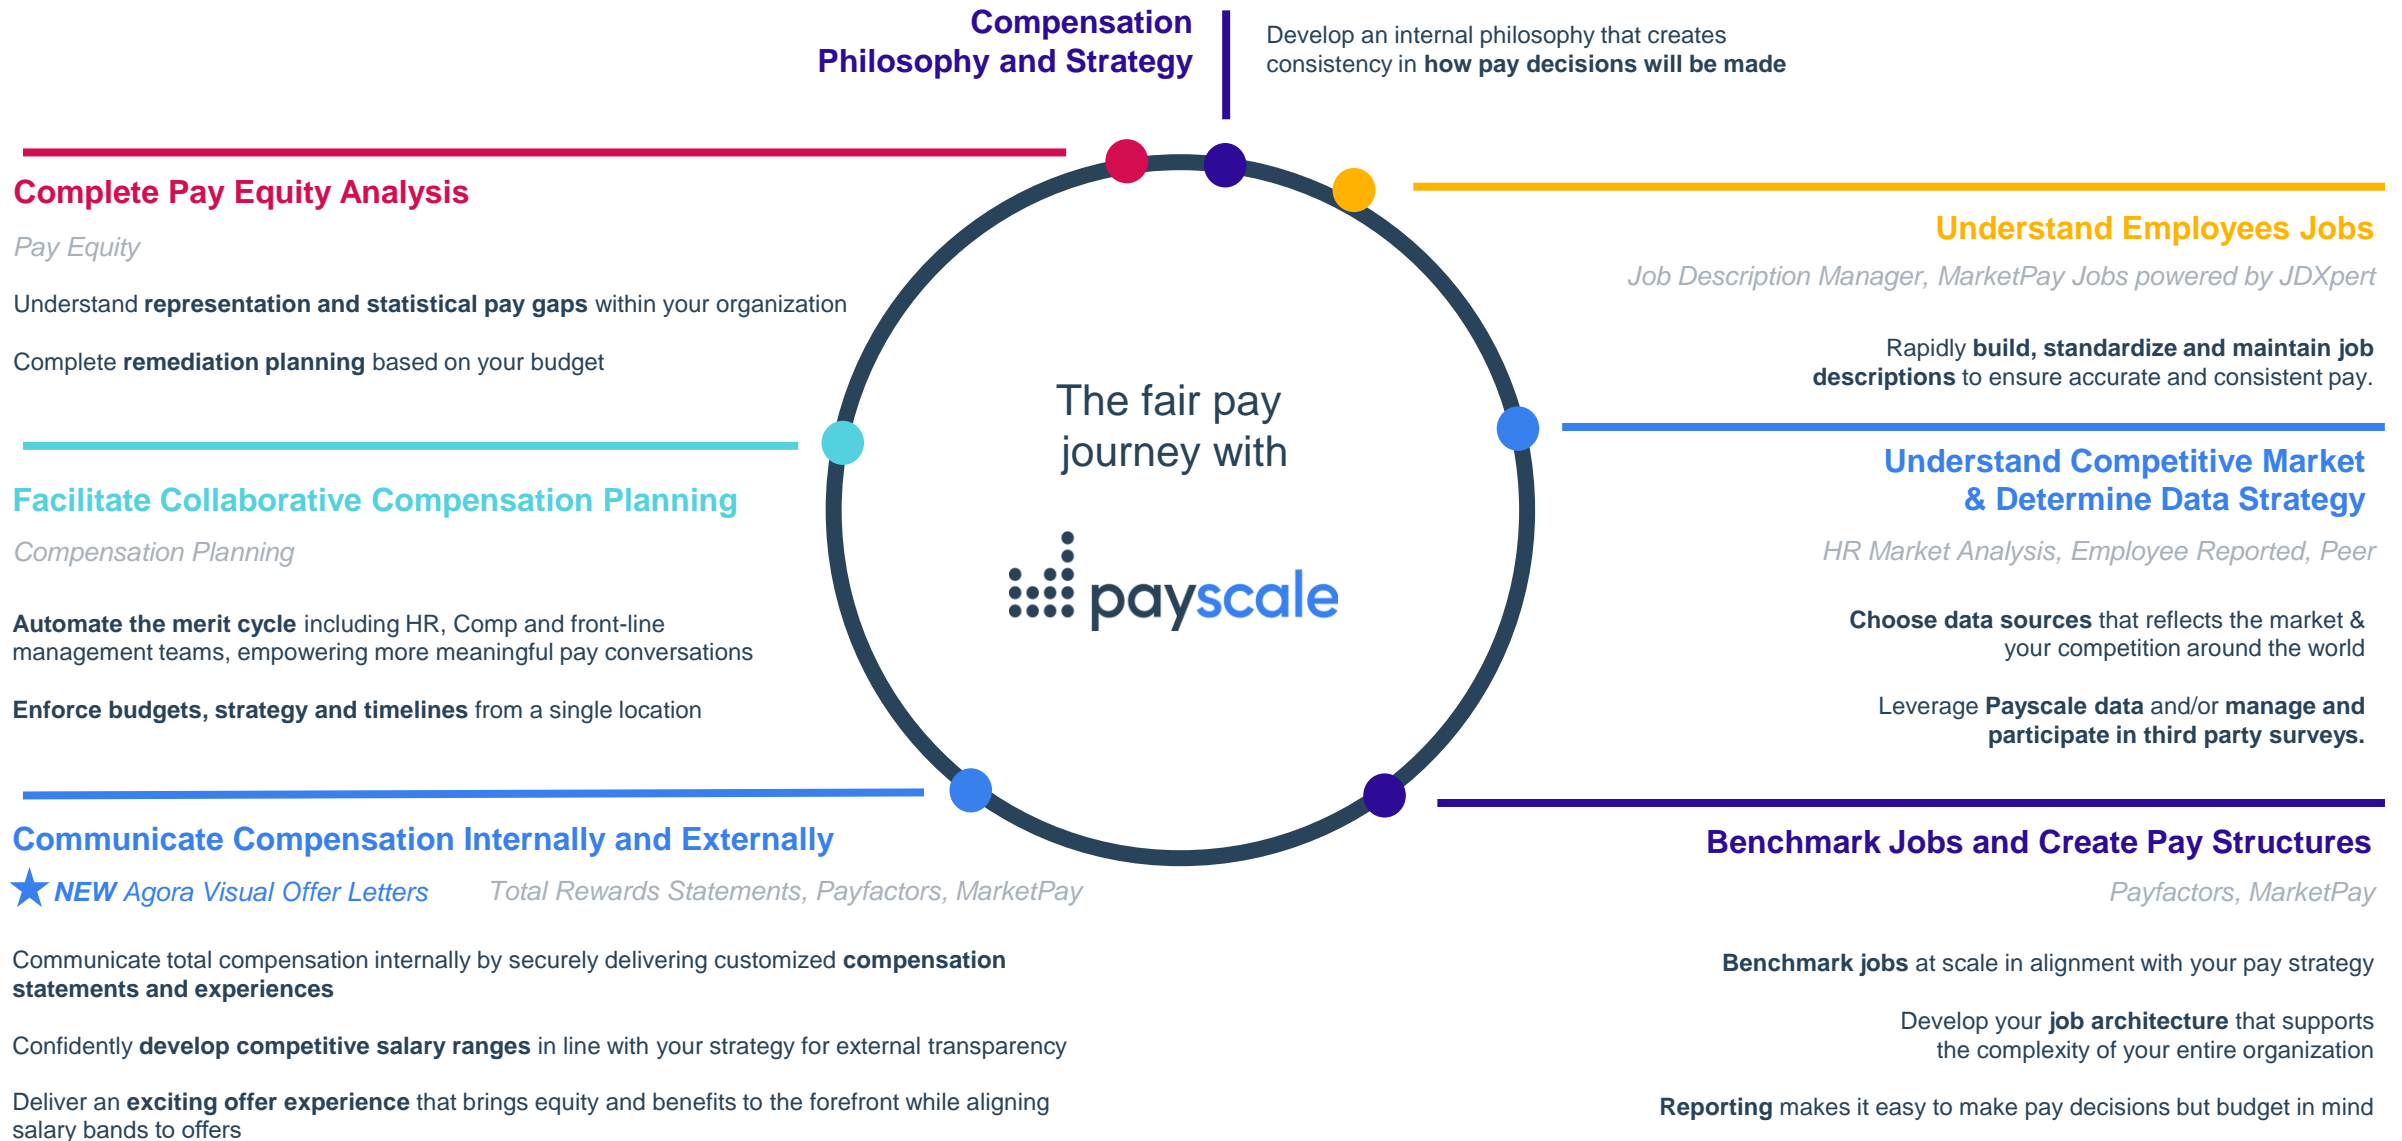 Compensation
Philosophy and Strategy
Develop an internal philosophy that creates
consistency in how pay decisions will be made
Complete Pay Equity Analysis
Pay Equity
Understand representation and statistical pay gaps within your organization
Complete remediation planning based on your budget
Understand Employees Jobs
Job Description Manager, MarketPay Jobs powered by JDXpert
Rapidly build, standardize and maintain job
descriptions to ensure accurate and consistent pay.
The fair pay
journey with
payscale
Facilitate Collaborative Compensation Planning
Compensation Planning
Automate the merit cycle including HR, Comp and front-line
management teams, empowering more meaningful pay conversations
Enforce budgets, strategy and timelines from a single location
Understand Competitive Market
& Determine Data Strategy
HR Market Analysis, Employee Reported, Peer
Choose data sources that reflects the market &
your competition around the world
Leverage Payscale data and/or manage and
participate in third party surveys.
Communicate Compensation Internally and Externally
NEW Agora Visual Offer Letters
Total Rewards Statements, Payfactors, MarketPay
Communicate total compensation internally by securely delivering customized compensation
statements and experiences
Confidently develop competitive salary ranges in line with your strategy for external transparency
Deliver an exciting offer experience that brings equity and benefits to the forefront while aligning
salary bands to offers
Benchmark Jobs and Create Pay Structures
Payfactors, MarketPay
Benchmark jobs at scale in alignment with your pay strategy
Develop your job architecture that supports
the complexity of your entire organization
Reporting makes it easy to make pay decisions but budget in mind